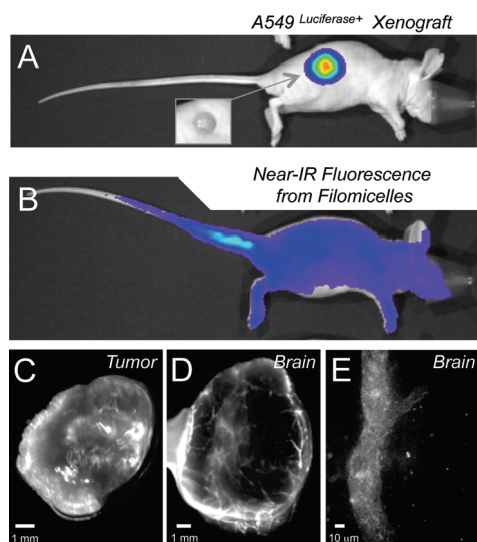 A549 Luciferase+ Xenograft
A
Near-IR Fluorescence
from Filomicelles
B
C
Tumor
1 mm
D
Brain
1 mm
E
Brain
10 µm